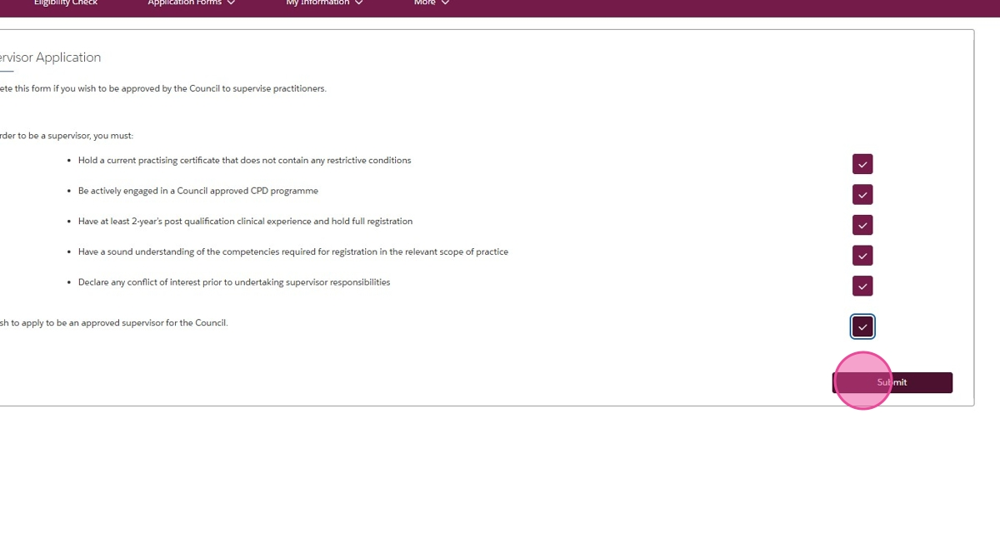 Eligibility Check Application Forms My Information More
ervisor Application
ete this form if you wish to be approved by the Council to supervise practitioners.
rder to be a supervisor, you must:
• Hold a current practising certificate that does not contain any restrictive conditions
• Be actively engaged in a Council approved CPD programme
• Have at least 2-year's post qualification clinical experience and hold full registration
• Have a sound understanding of the competencies required for registration in the relevant scope of practice
• Declare any conflict of interest prior to undertaking supervisor responsibilities
sh to apply to be an approved supervisor for the Council.
Submit